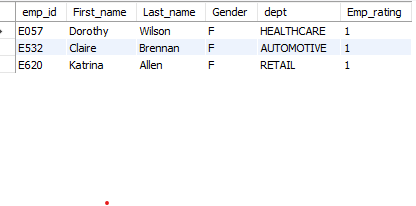 emp_id First_name Last_name Gender dept Emp_rating
E057 Dorothy Wilson F HEALTHCARE 1
E532 Claire Brennan F AUTOMOTIVE 1
E620 Katrina Allen F RETAIL 1